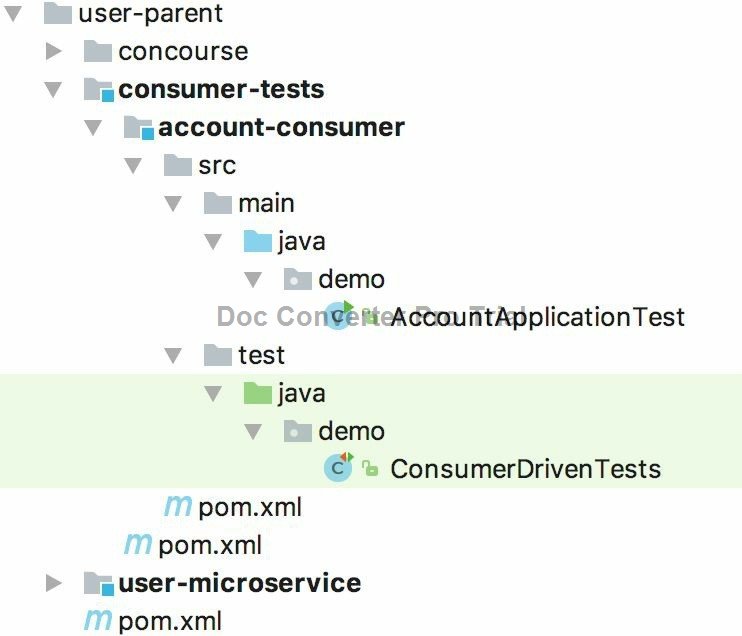 user-parent
concourse
consumer-tests
account-consumer
src
main
java
demo
Doc Converter Pro Trial
C AccountApplicationTest
test
java
demo
C ConsumerDrivenTests
m pom.xml
m pom.xml
user-microservice
m pom.xml